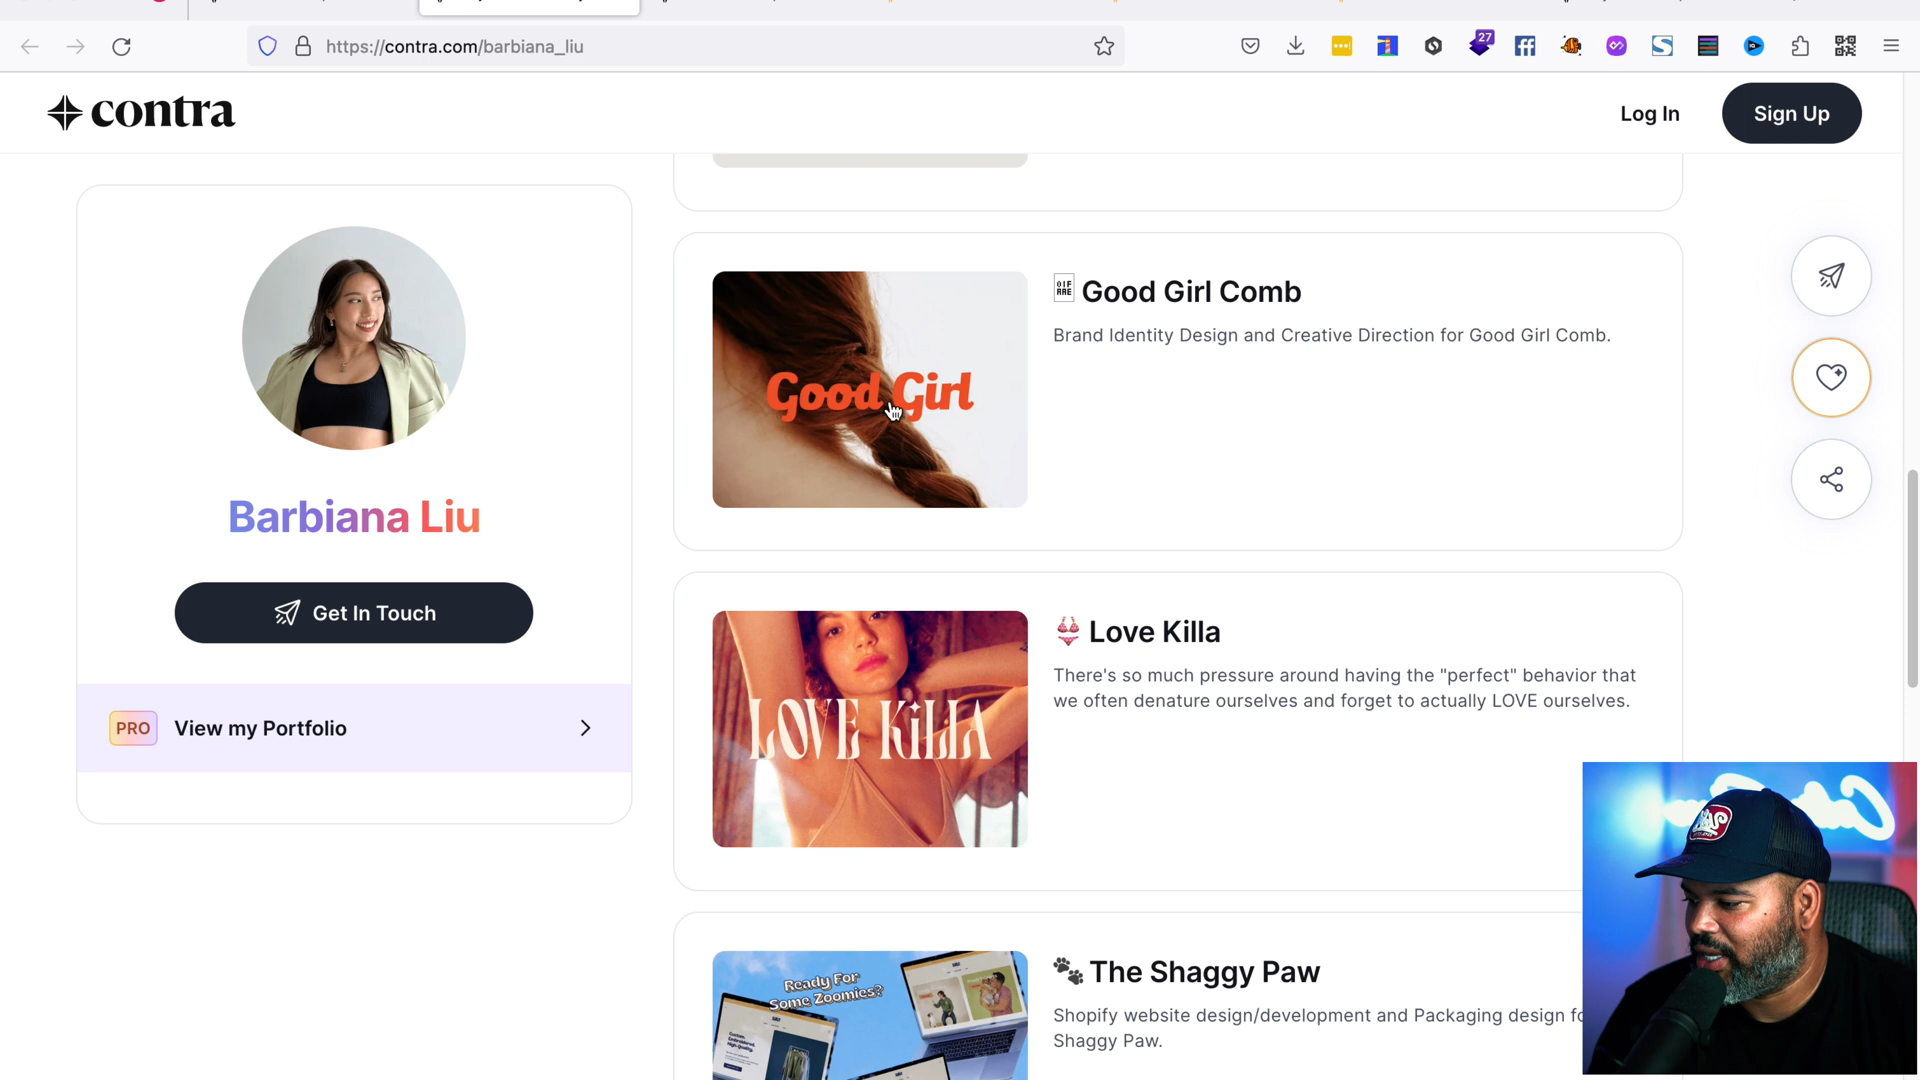 https://contra.com/barbiana_liu
27
contra
Log In
Sign Up
Good Girl
Good Girl Comb
Brand Identity Design and Creative Direction for Good Girl Comb.
Barbiana Liu
Get In Touch
PRO
View my Portfolio
LOVE KiLLA
Love Killa
There's so much pressure around having the "perfect" behavior that
we often denature ourselves and forget to actually LOVE ourselves.
Ready For
Some Zoomies?
The Shaggy Paw
Shopify website design/development and Packaging design
Shaggy Paw.